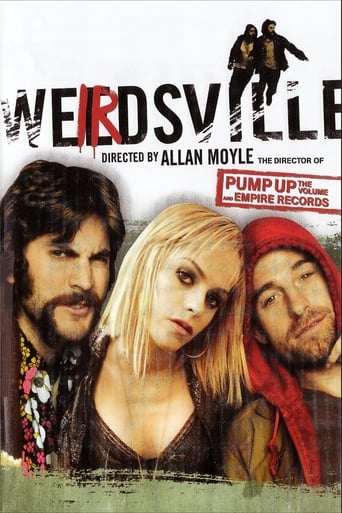 WEIRDSVILLE
DIRECTED BY ALLAN MOYLE THE DIRECTOR OF
PUMP UP THE VOLUME
AND EMPIRE RECORDS